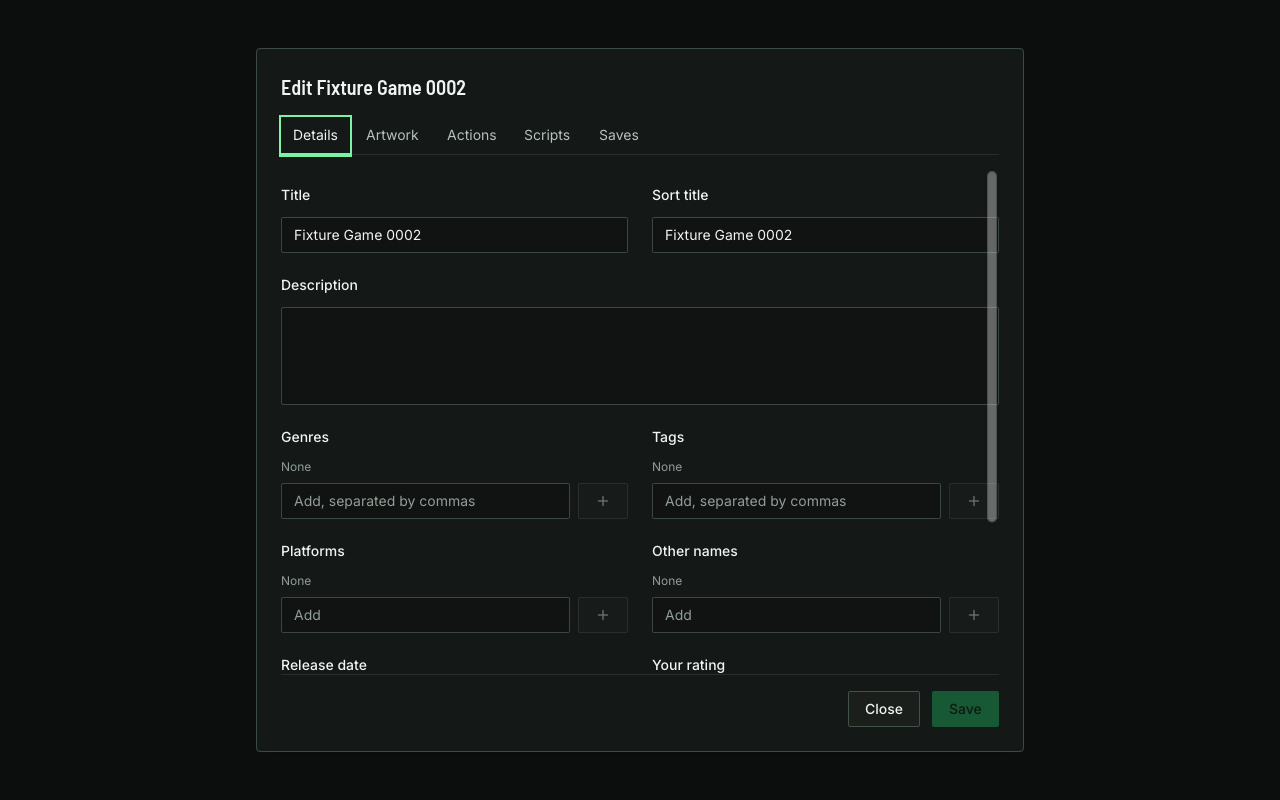 Edit Fixture Game 0002
Details Artwork Actions Scripts Saves
Title Sort title
Fixture Game 0002 Fixture Game 0002
Description
Genres Tags
None None
Add, separated by commas + Add, separated by commas +
Platforms Other names
None None
Add + Add +
Release date Your rating
Close Save